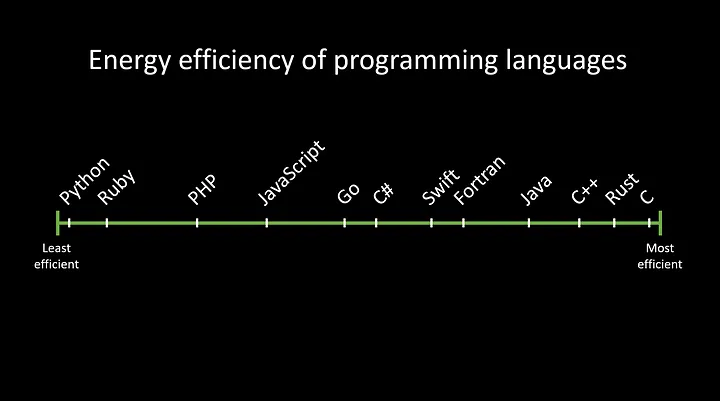 Energy efficiency of programming languages
Python
Ruby
PHP
JavaScript
Go
C#
Swift
Fortran
Java
C++
Rust
C
Least
efficient
Most
efficient